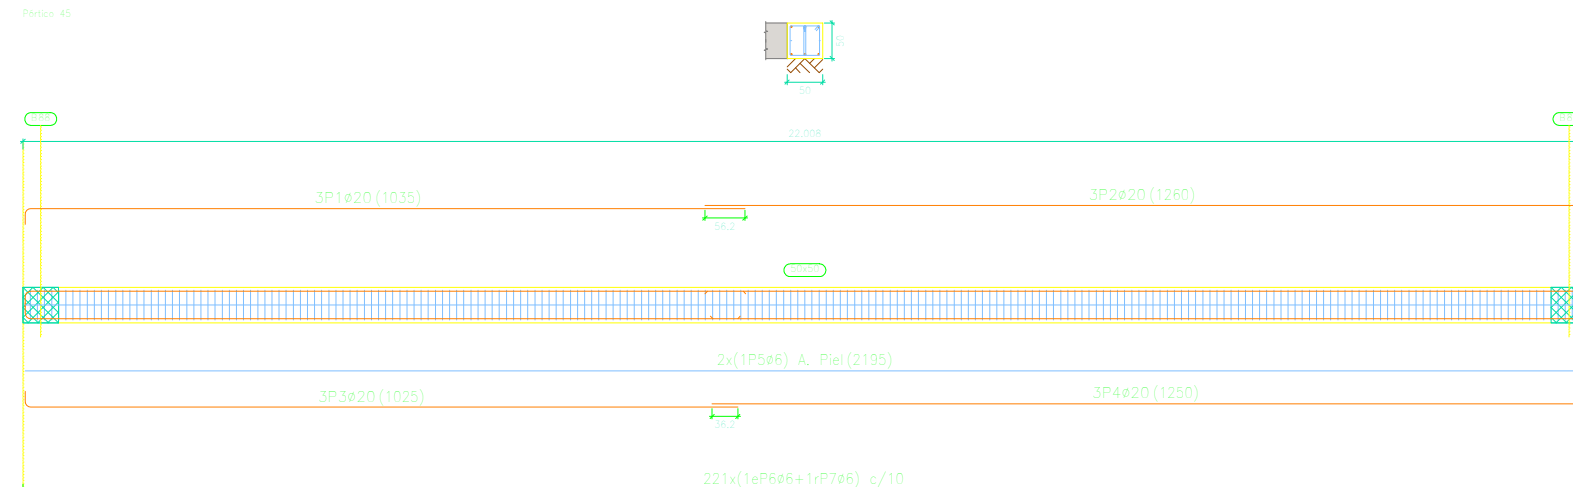 Pórtico 45
50
50
22.008
3P1ø20 (1035)
3P2ø20 (1260)
56.2
2x(1P5ø6) A. Piel (2195)
3P3ø20 (1025)
3P4ø20 (1250)
36.2
221x(1eP6ø6+1rP7ø6) c/10